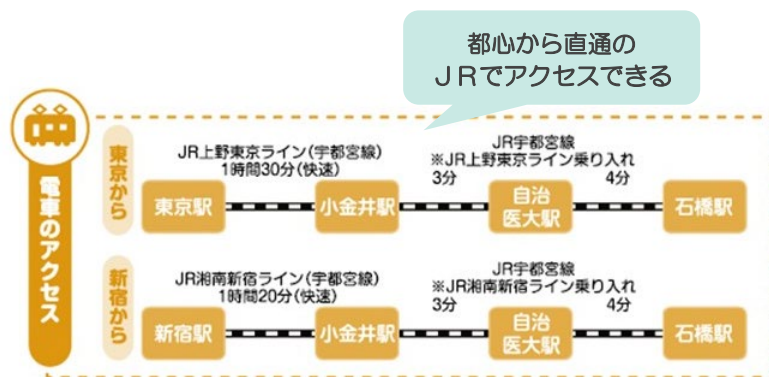 都心から直通の
JRでアクセスできる
電車のアクセス
東京から
JR上野東京ライン(宇都宮線)
1時間30分(快速)
JR宇都宮線
※JR上野東京ライン乗り入れ
3分 4分
東京駅 小金井駅 自治医大駅 石橋駅
新宿から
JR湘南新宿ライン(宇都宮線)
1時間20分(快速)
JR宇都宮線
※JR湘南新宿ライン乗り入れ
3分 4分
新宿駅 小金井駅 自治医大駅 石橋駅